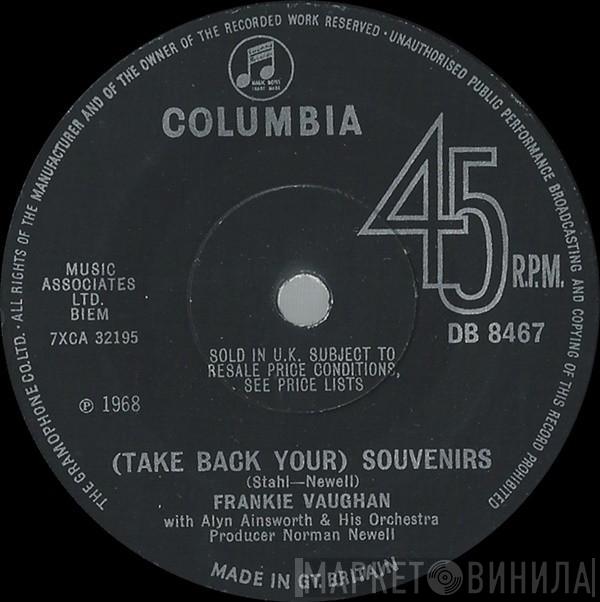 THE GRAMOPHONE CO. LTD. · ALL RIGHTS OF THE MANUFACTURER AND OF THE OWNER OF THE RECORDED WORK RESERVED · UNAUTHORISED PUBLIC PERFORMANCE BROADCASTING AND COPYING OF THIS RECORD PROHIBITED
COLUMBIA
45
R.P.M.
DB 8467
MUSIC
ASSOCIATES
LTD.
BIEM
7XCA 32195
SOLD IN U.K. SUBJECT TO
RESALE PRICE CONDITIONS,
SEE PRICE LISTS
℗ 1968
(TAKE BACK YOUR) SOUVENIRS
(Stahl—Newell)
FRANKIE VAUGHAN
with Alyn Ainsworth & His Orchestra
Producer Norman Newell
MADE IN GT. BRITAIN
МАРКЕТ ВИНИЛА